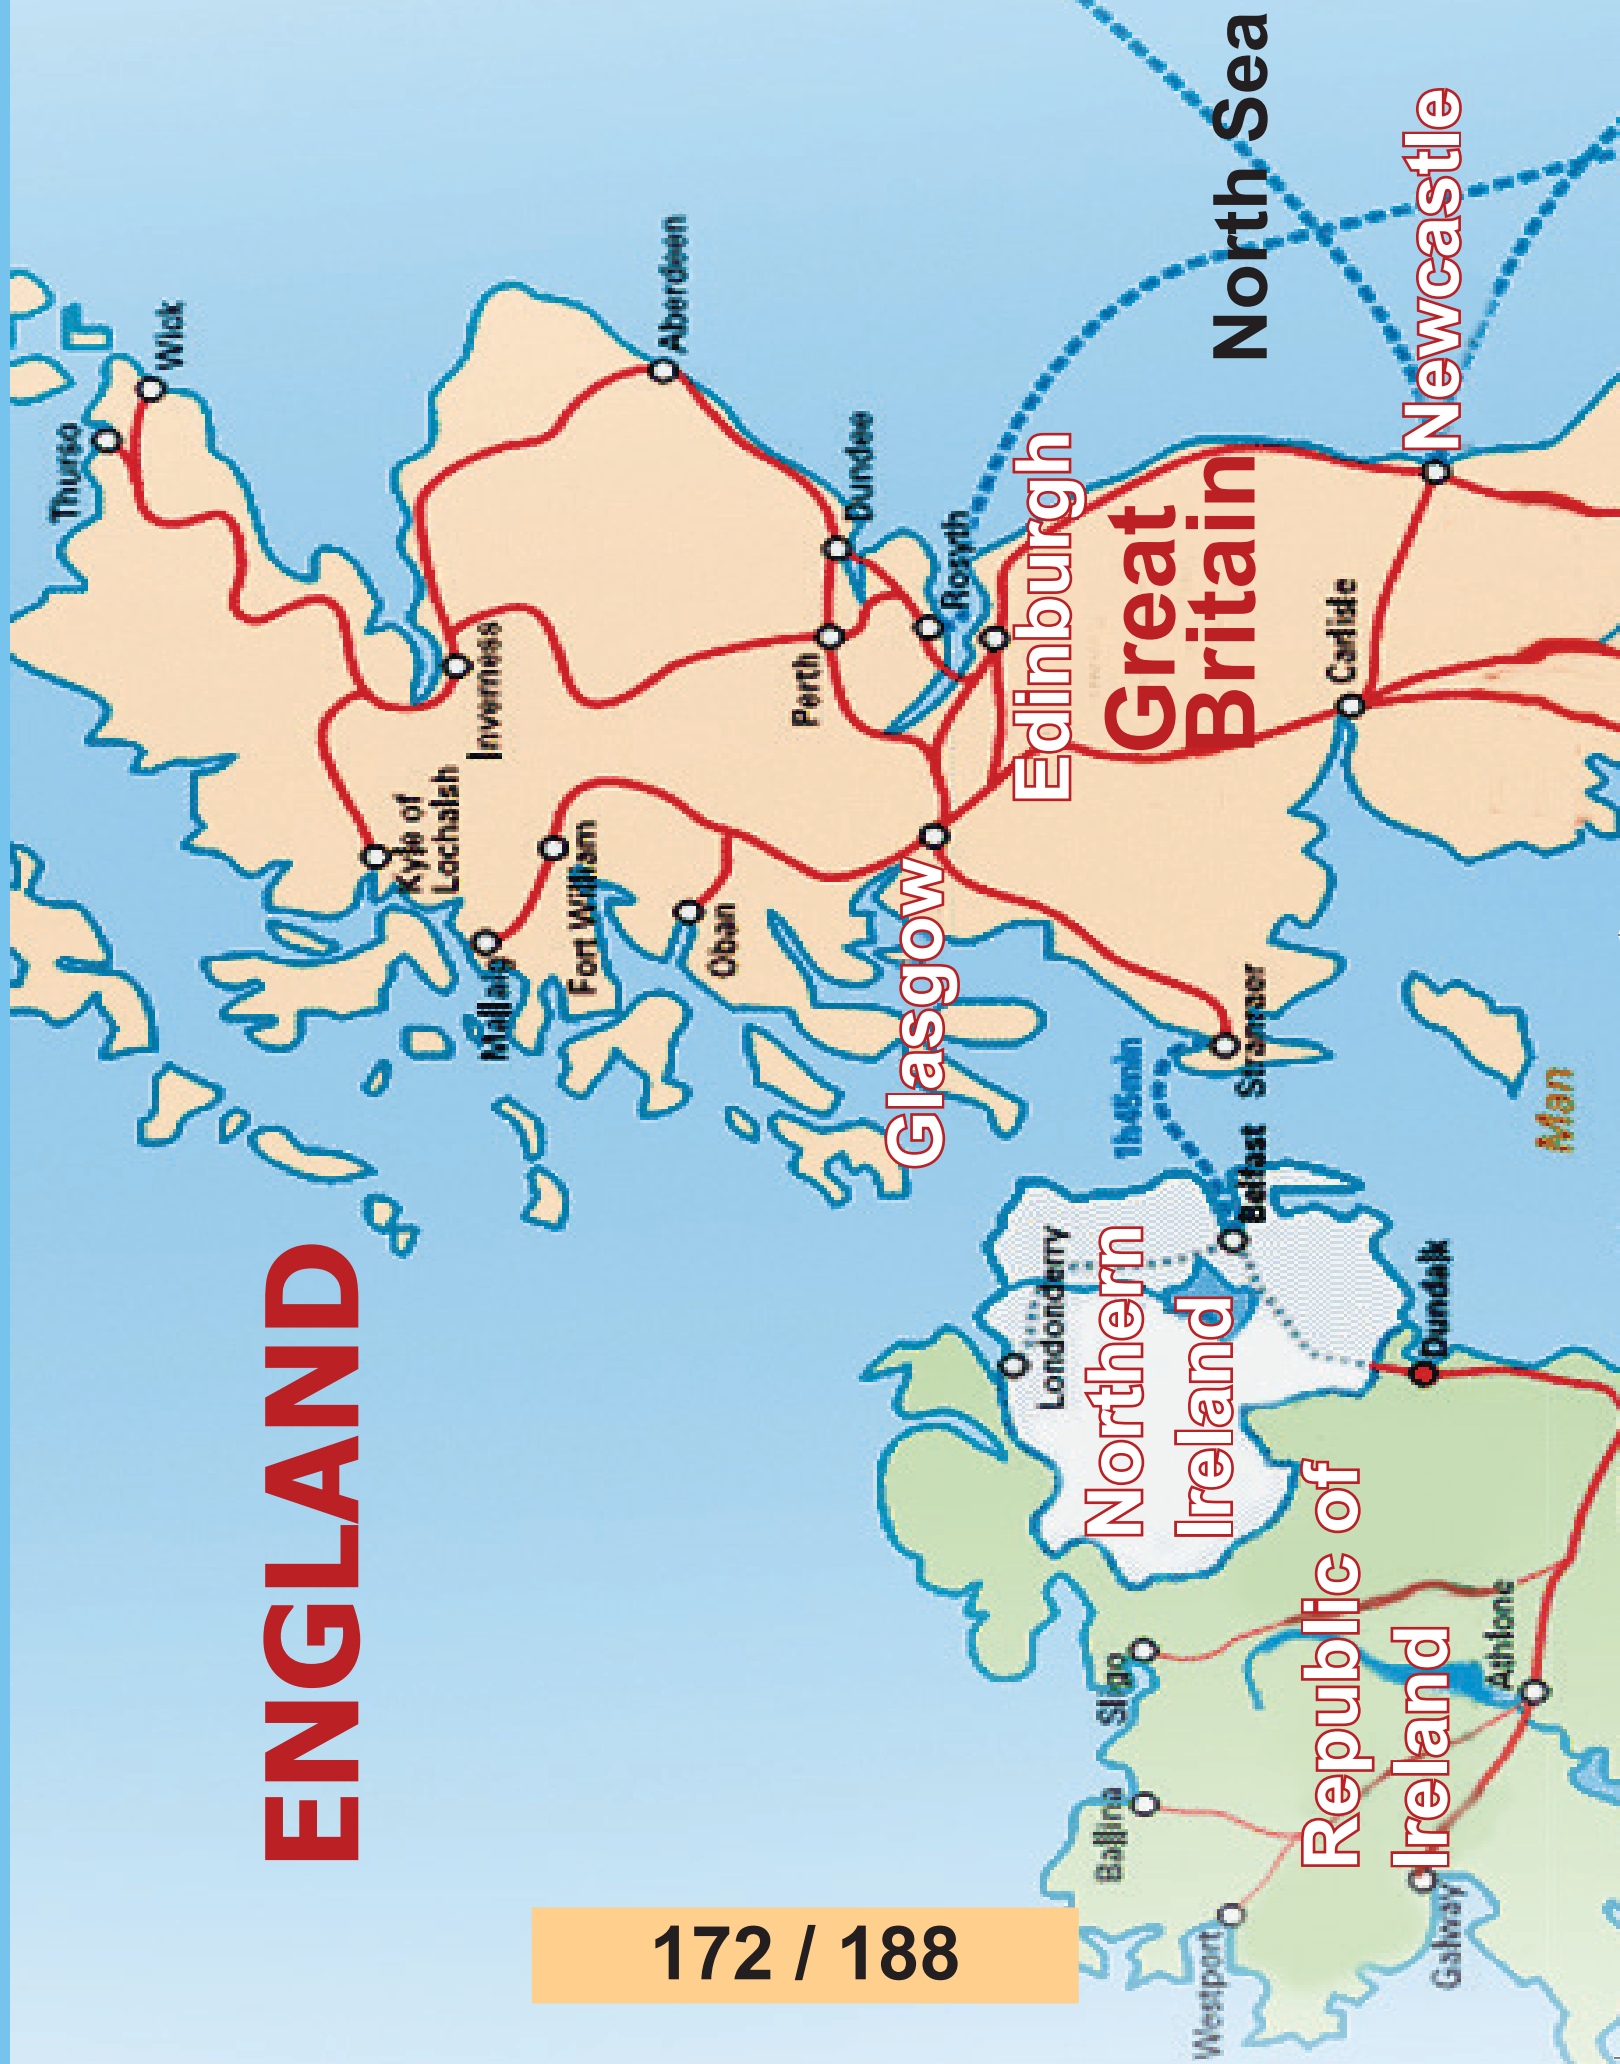 ENGLAND
Thurso
Wick
Kyle of
Lochalsh
Inverness
Aberdeen
Mallaig
Fort William
Oban
Perth
Dundee
Rosyth
Glasgow
Edinburgh
Great
Britain
North Sea
Newcastle
Carlisle
1h45min
Stranraer
Belfast
Man
Londonderry
Northern
Ireland
Dundalk
Republic of
Ireland
Sligo
Athlone
Ballina
Westport
Galway
172 / 188